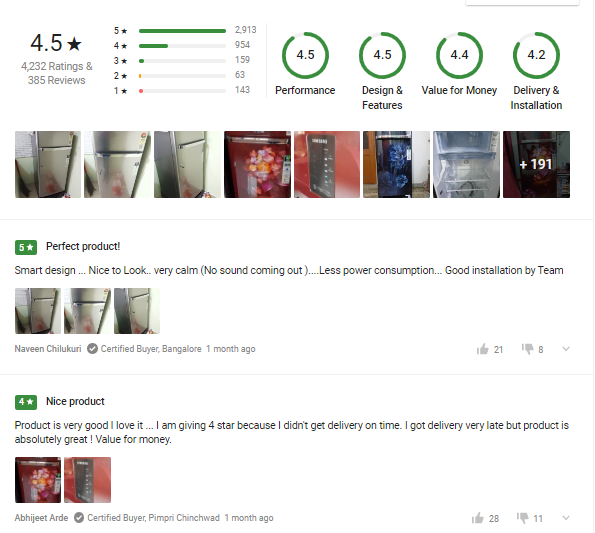 4.5★
4,232 Ratings &
385 Reviews
5★ 2,913
4★ 954
3★ 159
2★ 63
1★ 143
4.5
Performance
4.5
Design &
Features
4.4
Value for Money
4.2
Delivery &
Installation
SAMSUNG
+ 191
5★ Perfect product!
Smart design ... Nice to Look.. very calm (No sound coming out )....Less power consumption... Good installation by Team
Naveen Chilukuri Certified Buyer, Bangalore 1 month ago 21 8
4★ Nice product
Product is very good I love it ... I am giving 4 star because I didn't get delivery on time. I got delivery very late but product is
absolutely great ! Value for money.
Abhijeet Arde Certified Buyer, Pimpri Chinchwad 1 month ago 28 11